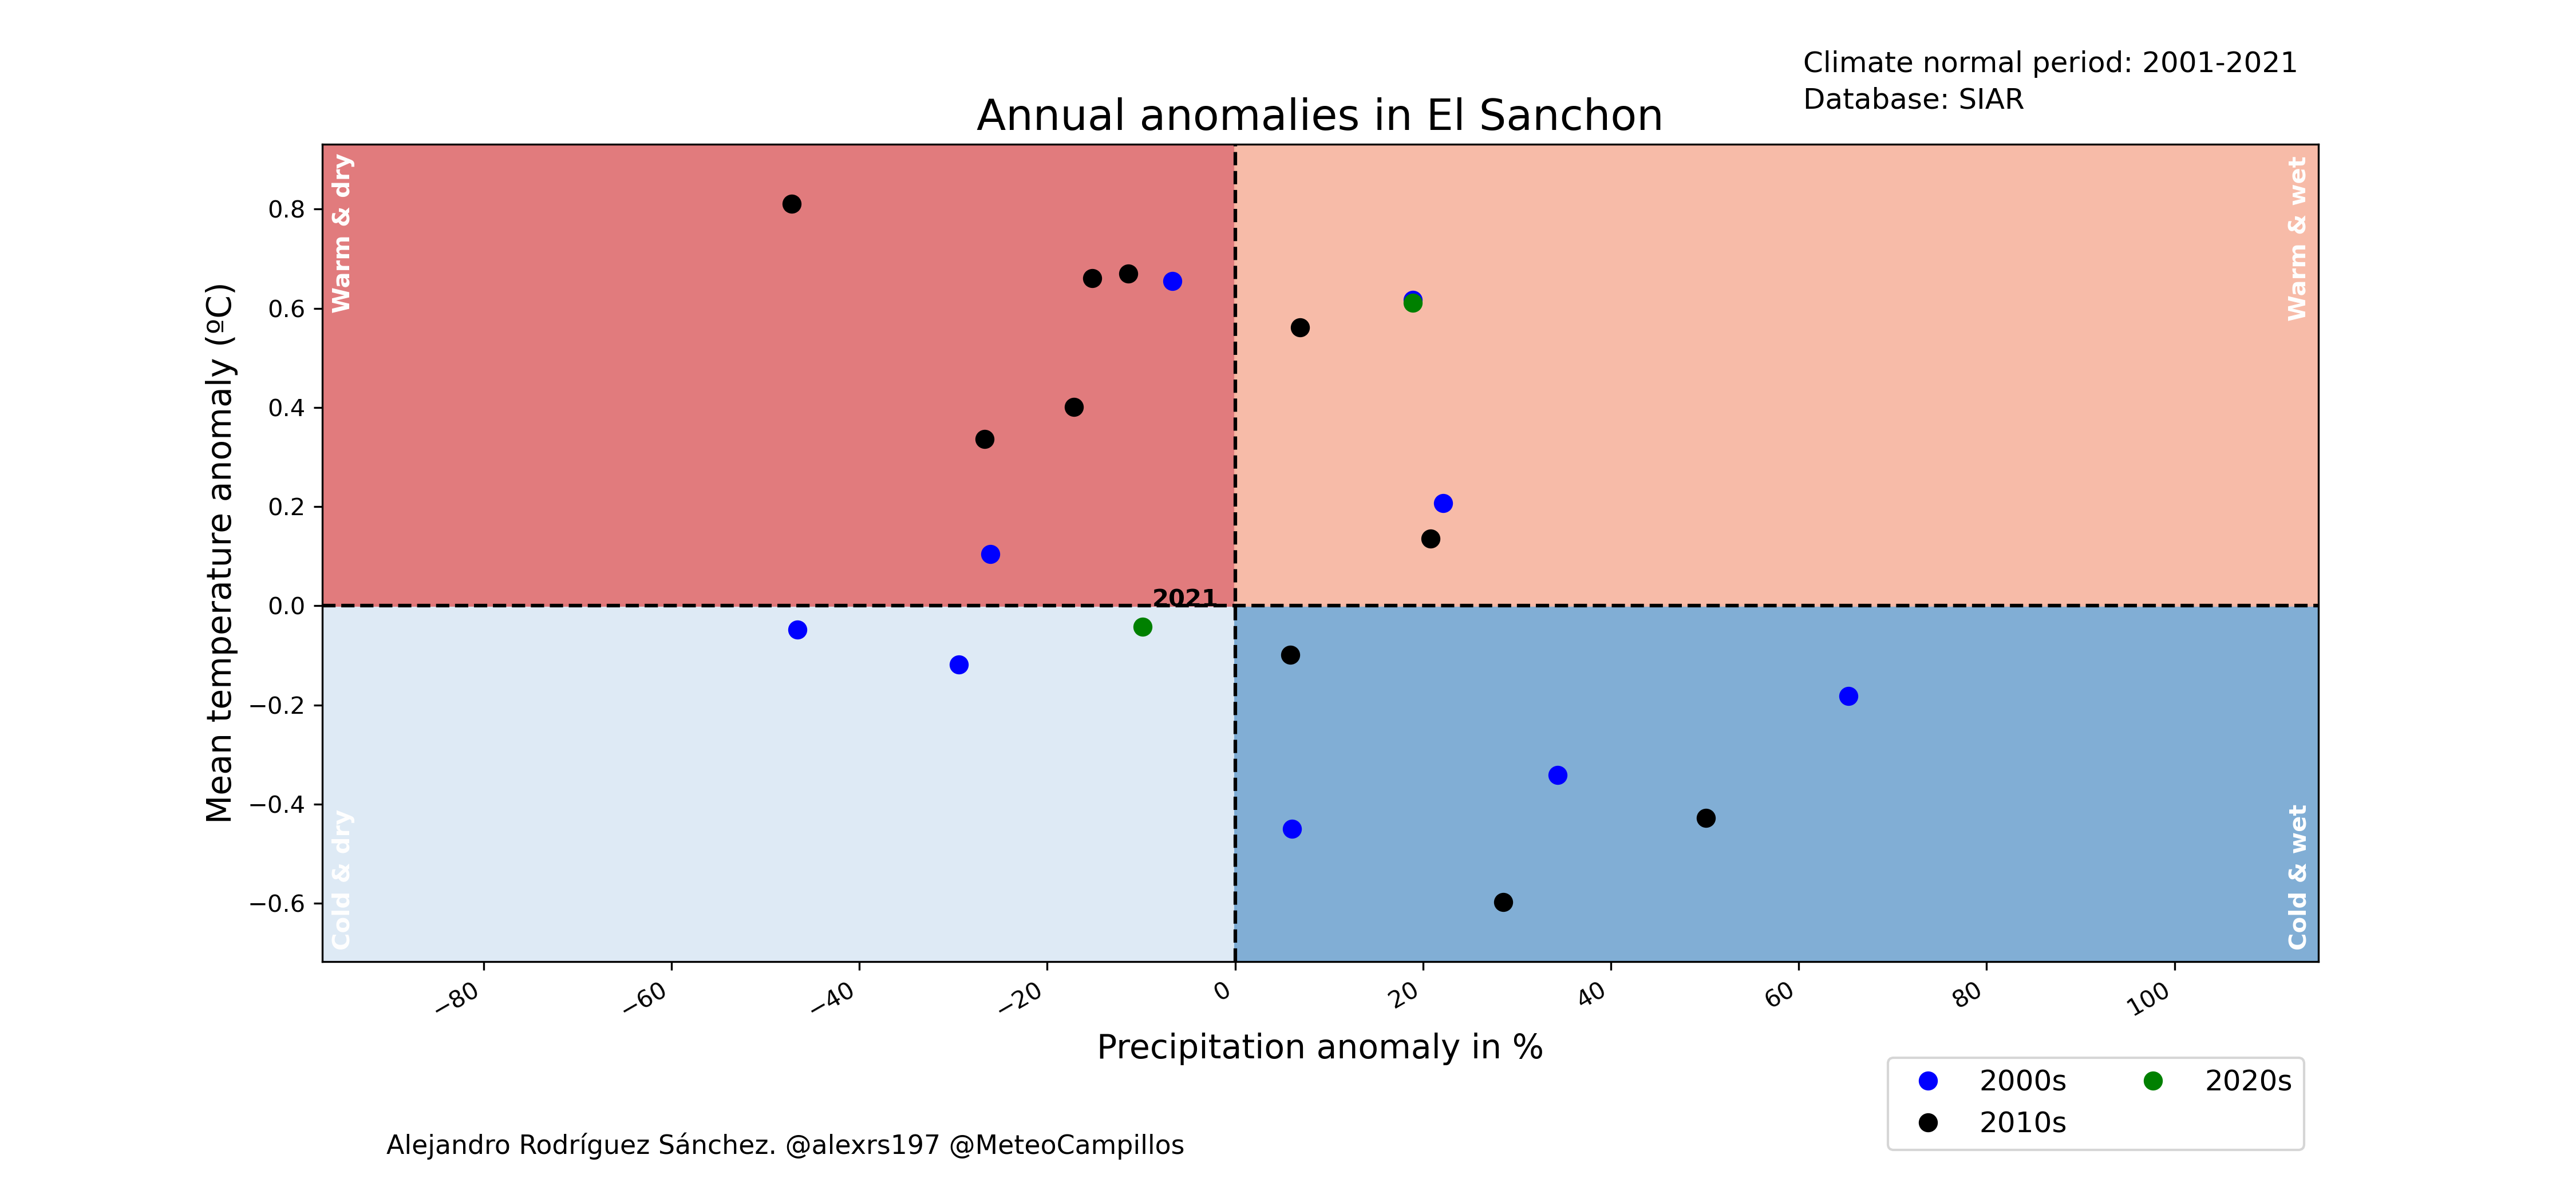 Climate normal period: 2001-2021
Database: SIAR
Annual anomalies in El Sanchon
Warm & dry
Warm & wet
Mean temperature anomaly (ºC)
0.8
0.6
0.4
0.2
0.0
−0.2
−0.4
−0.6
2021
Cold & dry
Cold & wet
−80
−60
−40
−20
0
20
40
60
80
100
Precipitation anomaly in %
2000s
2010s
2020s
Alejandro Rodríguez Sánchez. @alexrs197 @MeteoCampillos